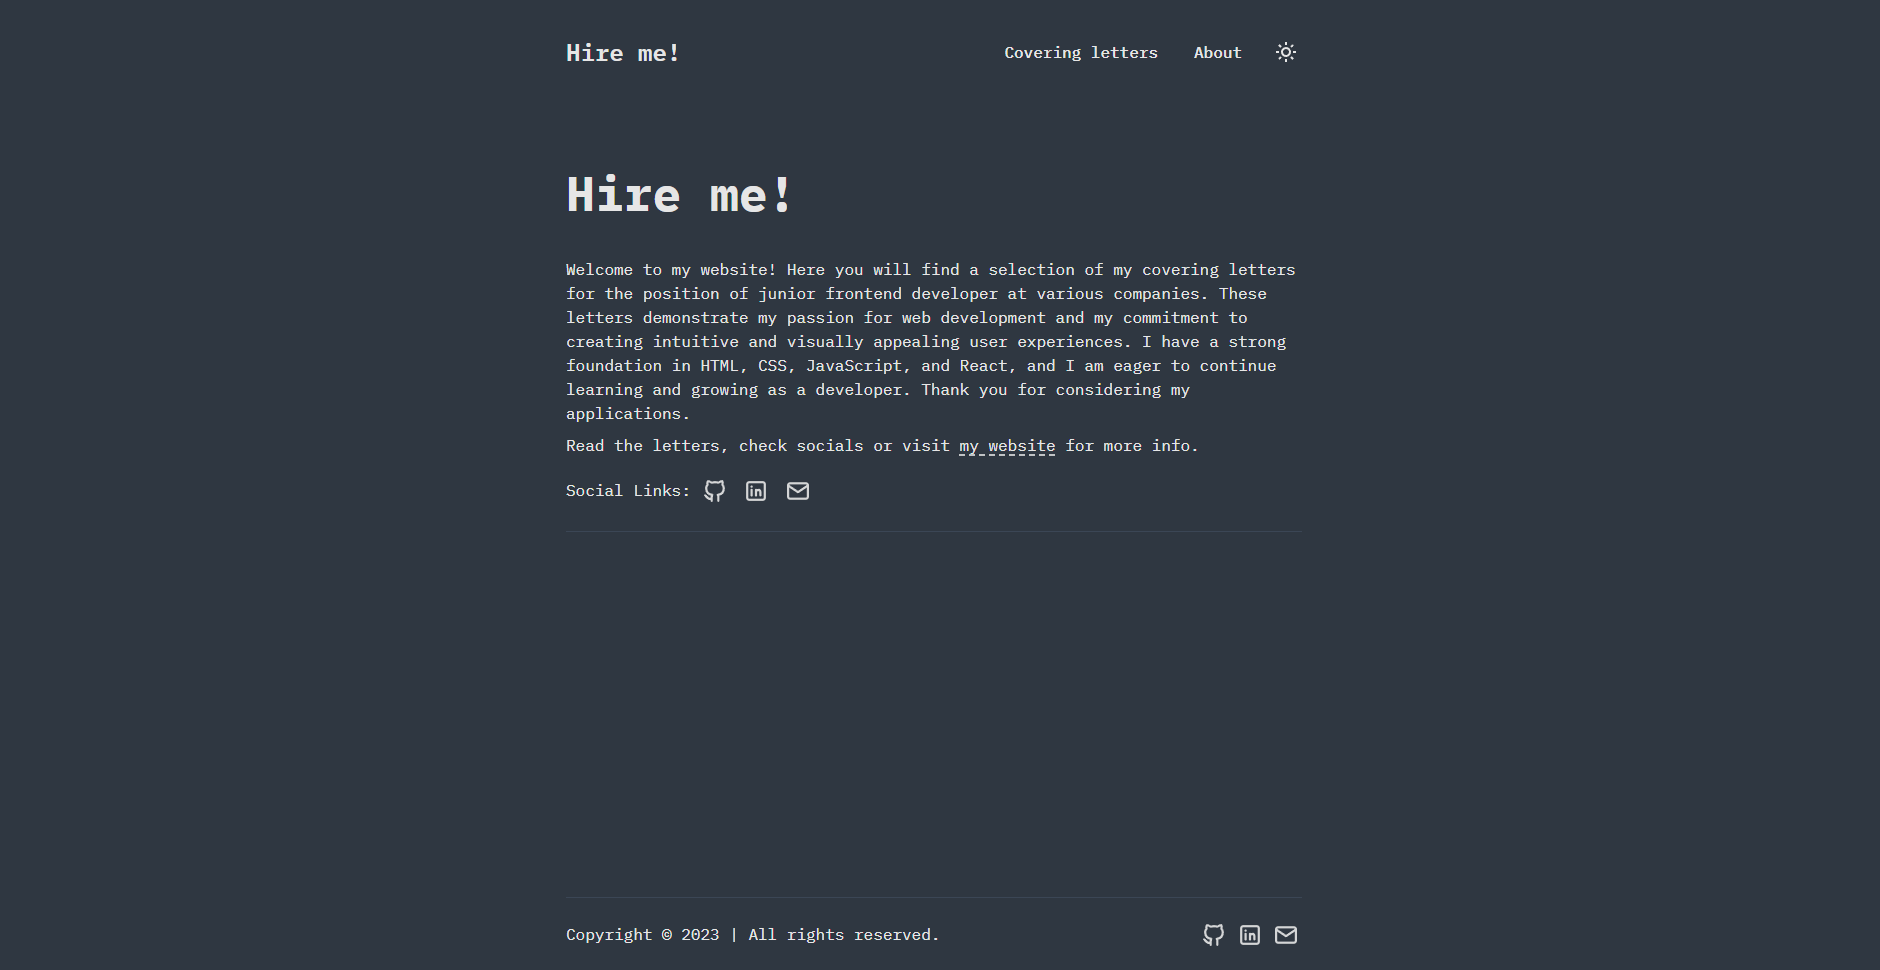 Hire me!
Covering letters
About
Hire me!
Welcome to my website! Here you will find a selection of my covering letters
for the position of junior frontend developer at various companies. These
letters demonstrate my passion for web development and my commitment to
creating intuitive and visually appealing user experiences. I have a strong
foundation in HTML, CSS, JavaScript, and React, and I am eager to continue
learning and growing as a developer. Thank you for considering my
applications.
Read the letters, check socials or visit my website for more info.
Social Links:
Copyright © 2023 | All rights reserved.